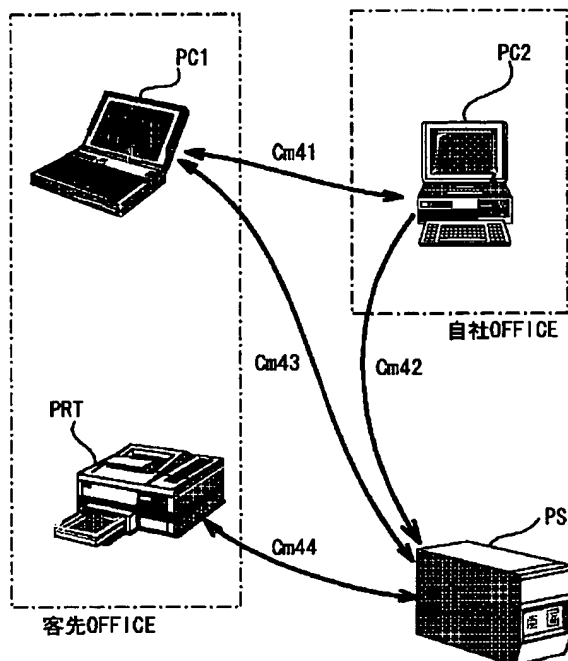 PC1
PC2
Cm41
自社OFFICE
Cm43
Cm42
PRT
PS
Cm44
客先OFFICE